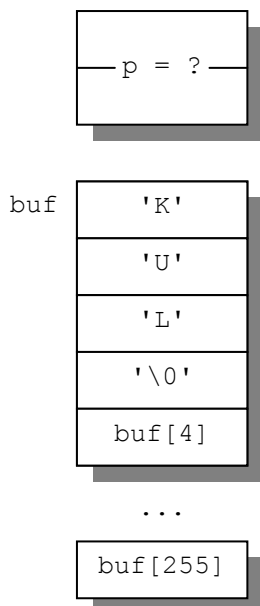 p = ?
buf
'K'
'U'
'L'
'\0'
buf[4]
...
buf[255]